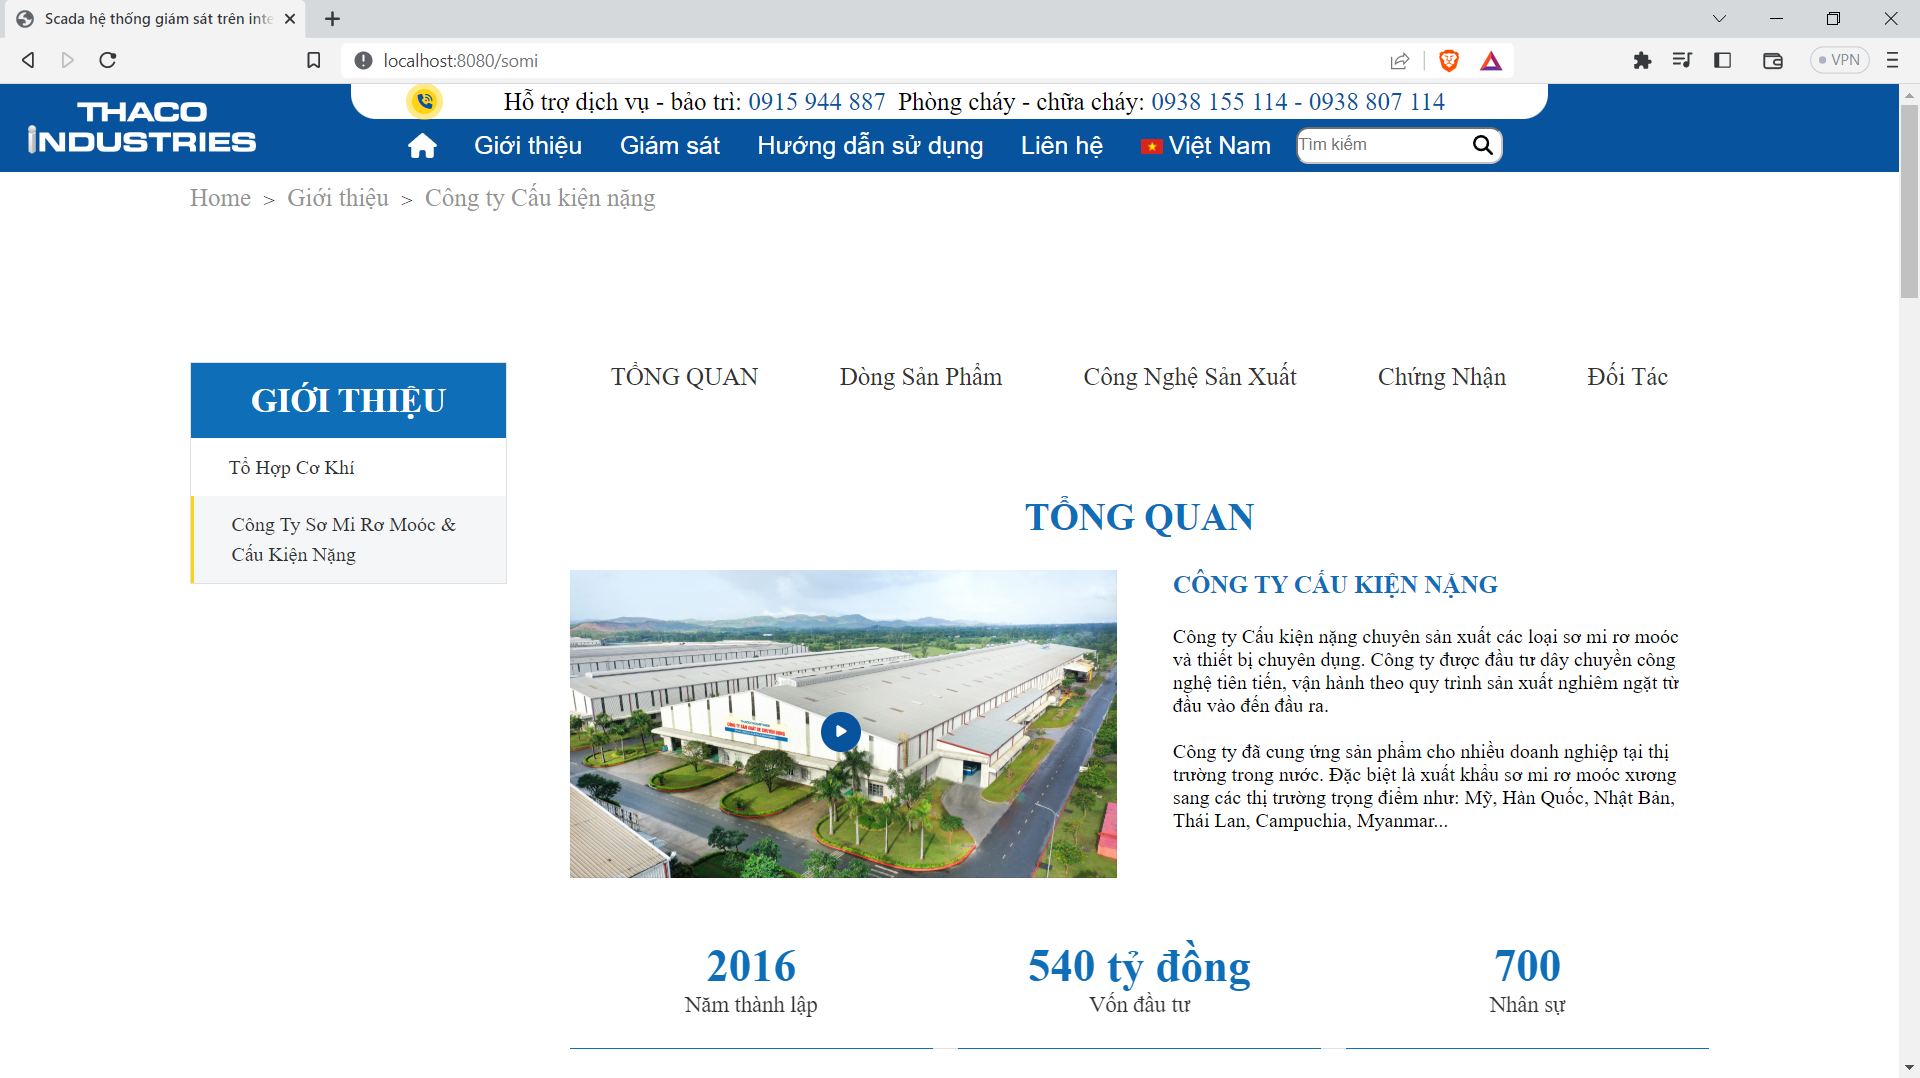 Scada hệ thống giám sát trên inte
localhost:8080/somi
VPN
THACO
INDUSTRIES
Hỗ trợ dịch vụ - bảo trì: 0915 944 887 Phòng cháy - chữa cháy: 0938 155 114 - 0938 807 114
Giới thiệu Giám sát Hướng dẫn sử dụng Liên hệ Việt Nam Tìm kiếm
Home > Giới thiệu > Công ty Cấu kiện nặng
GIỚI THIỆU
Tổ Hợp Cơ Khí
Công Ty Sơ Mi Rơ Moóc &
Cấu Kiện Nặng
TỔNG QUAN Dòng Sản Phẩm Công Nghệ Sản Xuất Chứng Nhận Đối Tác
TỔNG QUAN
CÔNG TY CẤU KIỆN NẶNG
Công ty Cấu kiện nặng chuyên sản xuất các loại sơ mi rơ moóc
và thiết bị chuyên dụng. Công ty được đầu tư dây chuyền công
nghệ tiên tiến, vận hành theo quy trình sản xuất nghiêm ngặt từ
đầu vào đến đầu ra.
Công ty đã cung ứng sản phẩm cho nhiều doanh nghiệp tại thị
trường trong nước. Đặc biệt là xuất khẩu sơ mi rơ moóc xương
sang các thị trường trọng điểm như: Mỹ, Hàn Quốc, Nhật Bản,
Thái Lan, Campuchia, Myanmar...
2016
Năm thành lập
540 tỷ đồng
Vốn đầu tư
700
Nhân sự